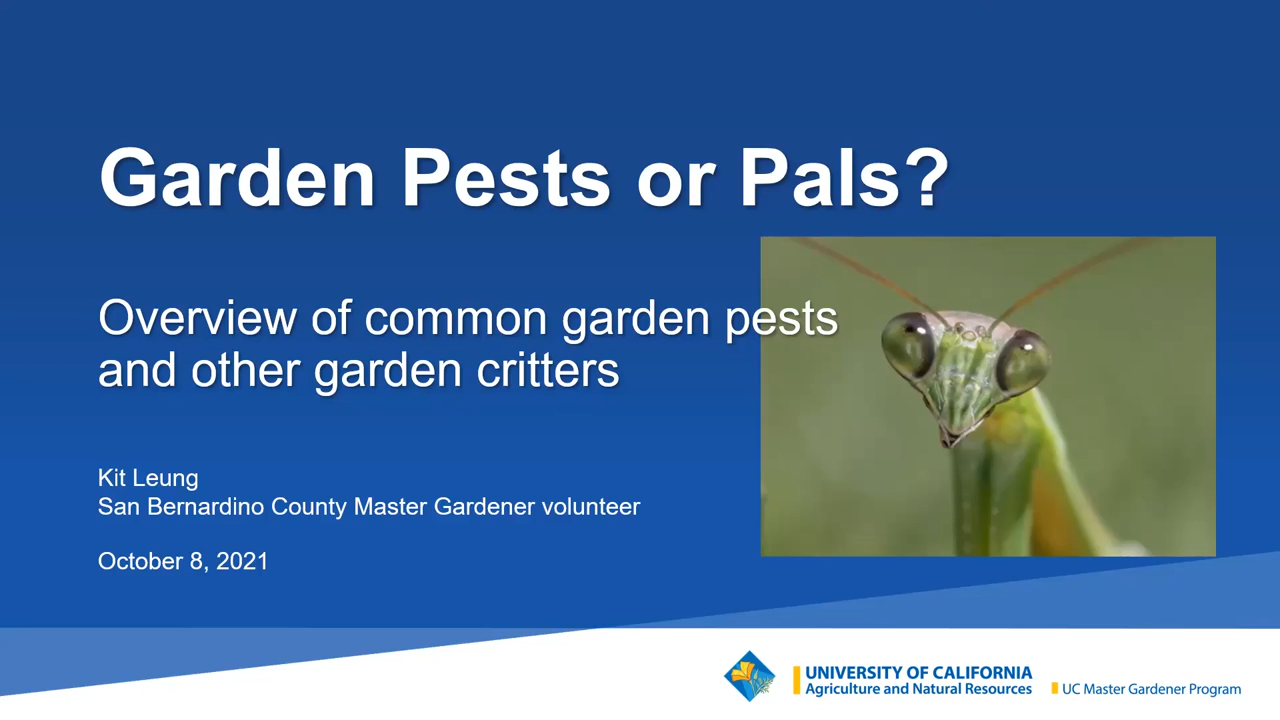 Garden Pests or Pals?
Overview of common garden pests
and other garden critters
Kit Leung
San Bernardino County Master Gardener volunteer
October 8, 2021
UNIVERSITY OF CALIFORNIA
Agriculture and Natural Resources
UC Master Gardener Program